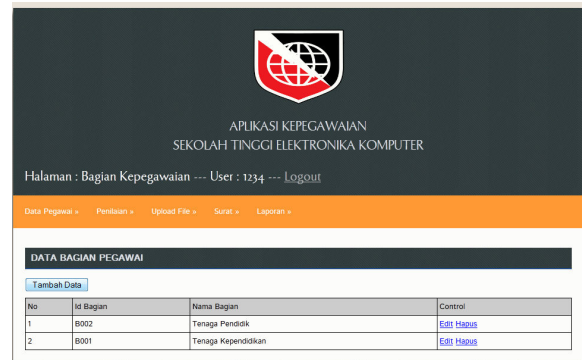 APLIKASI KEPEGAWAIAN
SEKOLAH TINGGI ELEKTRONIKA KOMPUTER
Halaman : Bagian Kepegawaian --- User : 1234 --- Logout
Data Pegawai » Penilaian » Upload File » Surat » Laporan »
DATA BAGIAN PEGAWAI
Tambah Data
No Id Bagian Nama Bagian Control
1 B002 Tenaga Pendidik Edit Hapus
2 B001 Tenaga Kependidikan Edit Hapus